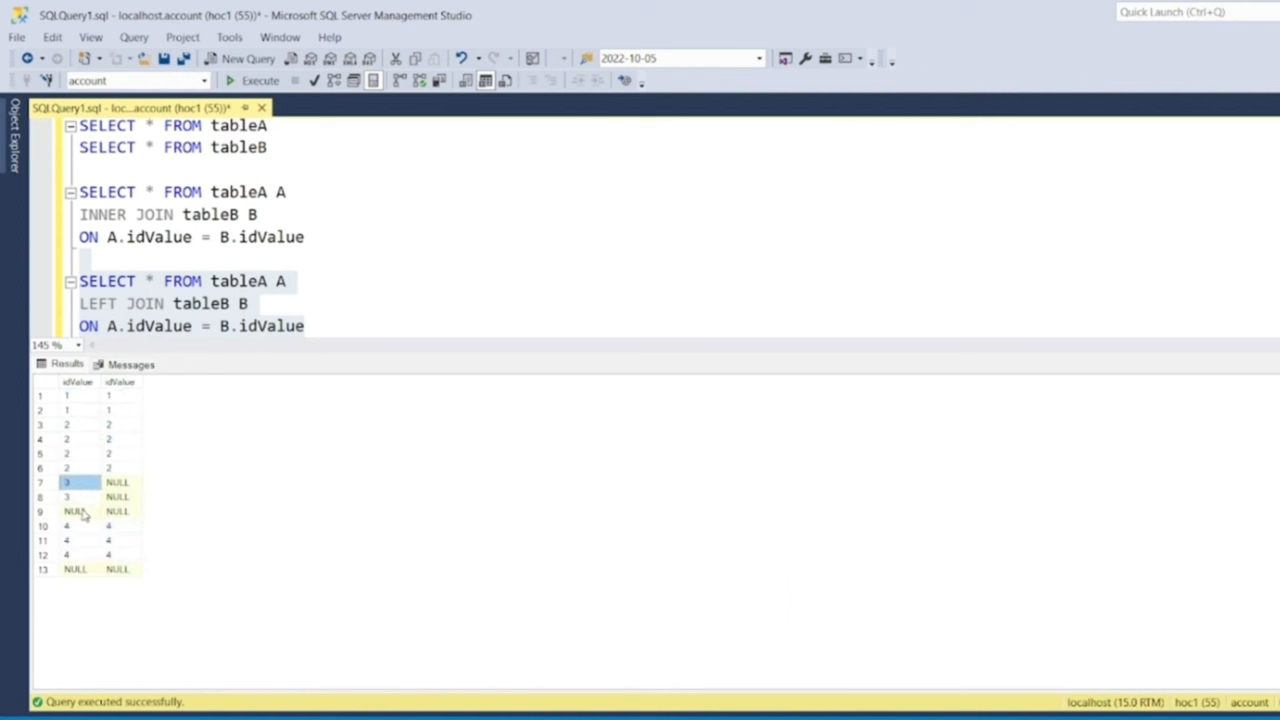 SQLQuery1.sql - localhost.account (hoc1 (55))* - Microsoft SQL Server Management Studio
Quick Launch (Ctrl+Q)
File Edit View Query Project Tools Window Help
New Query 2022-10-05
account Execute
SQLQuery1.sql - loc...account (hoc1 (55))*
Object Explorer
SELECT * FROM tableA
SELECT * FROM tableB
SELECT * FROM tableA A
INNER JOIN tableB B
ON A.idValue = B.idValue
SELECT * FROM tableA A
LEFT JOIN tableB B
ON A.idValue = B.idValue
145 %
Results Messages
idValue idValue
1 1 1
2 1 1
3 2 2
4 2 2
5 2 2
6 2 2
7 3 NULL
8 3 NULL
9 NULL NULL
10 4 4
11 4 4
12 4 4
13 NULL NULL
Query executed successfully.
localhost (15.0 RTM) hoc1 (55) account